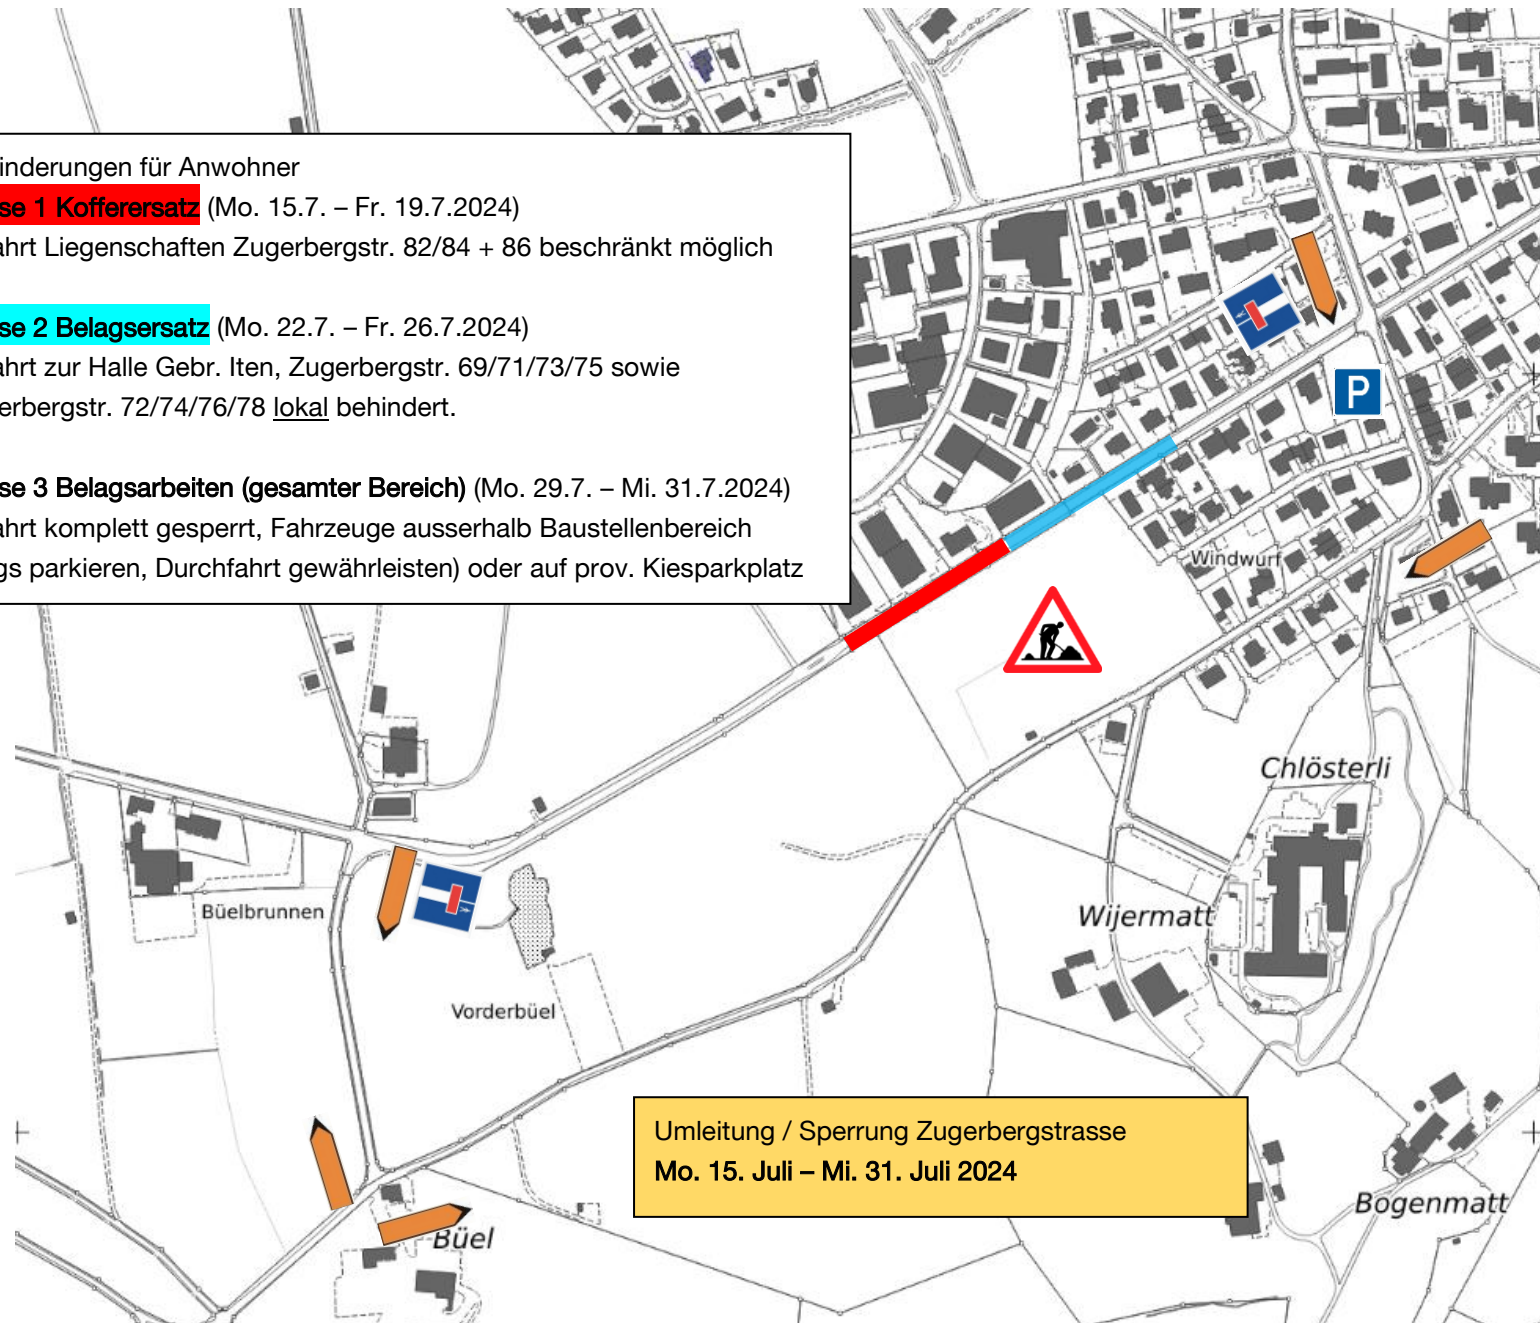 inderungen für Anwohner
se 1 Kofferersatz (Mo. 15.7. – Fr. 19.7.2024)
ahrt Liegenschaften Zugerbergstr. 82/84 + 86 beschränkt möglich
se 2 Belagsersatz (Mo. 22.7. – Fr. 26.7.2024)
ahrt zur Halle Gebr. Iten, Zugerbergstr. 69/71/73/75 sowie
erbergstr. 72/74/76/78 lokal behindert.
se 3 Belagsarbeiten (gesamter Bereich) (Mo. 29.7. – Mi. 31.7.2024)
ahrt komplett gesperrt, Fahrzeuge ausserhalb Baustellenbereich
gs parkieren, Durchfahrt gewährleisten) oder auf prov. Kiesparkplatz
P
Windwurf
Chlösterli
Büelbrunnen
Wijermatt
Vorderbüel
Umleitung / Sperrung Zugerbergstrasse
Mo. 15. Juli – Mi. 31. Juli 2024
Bogenmatt
Büel